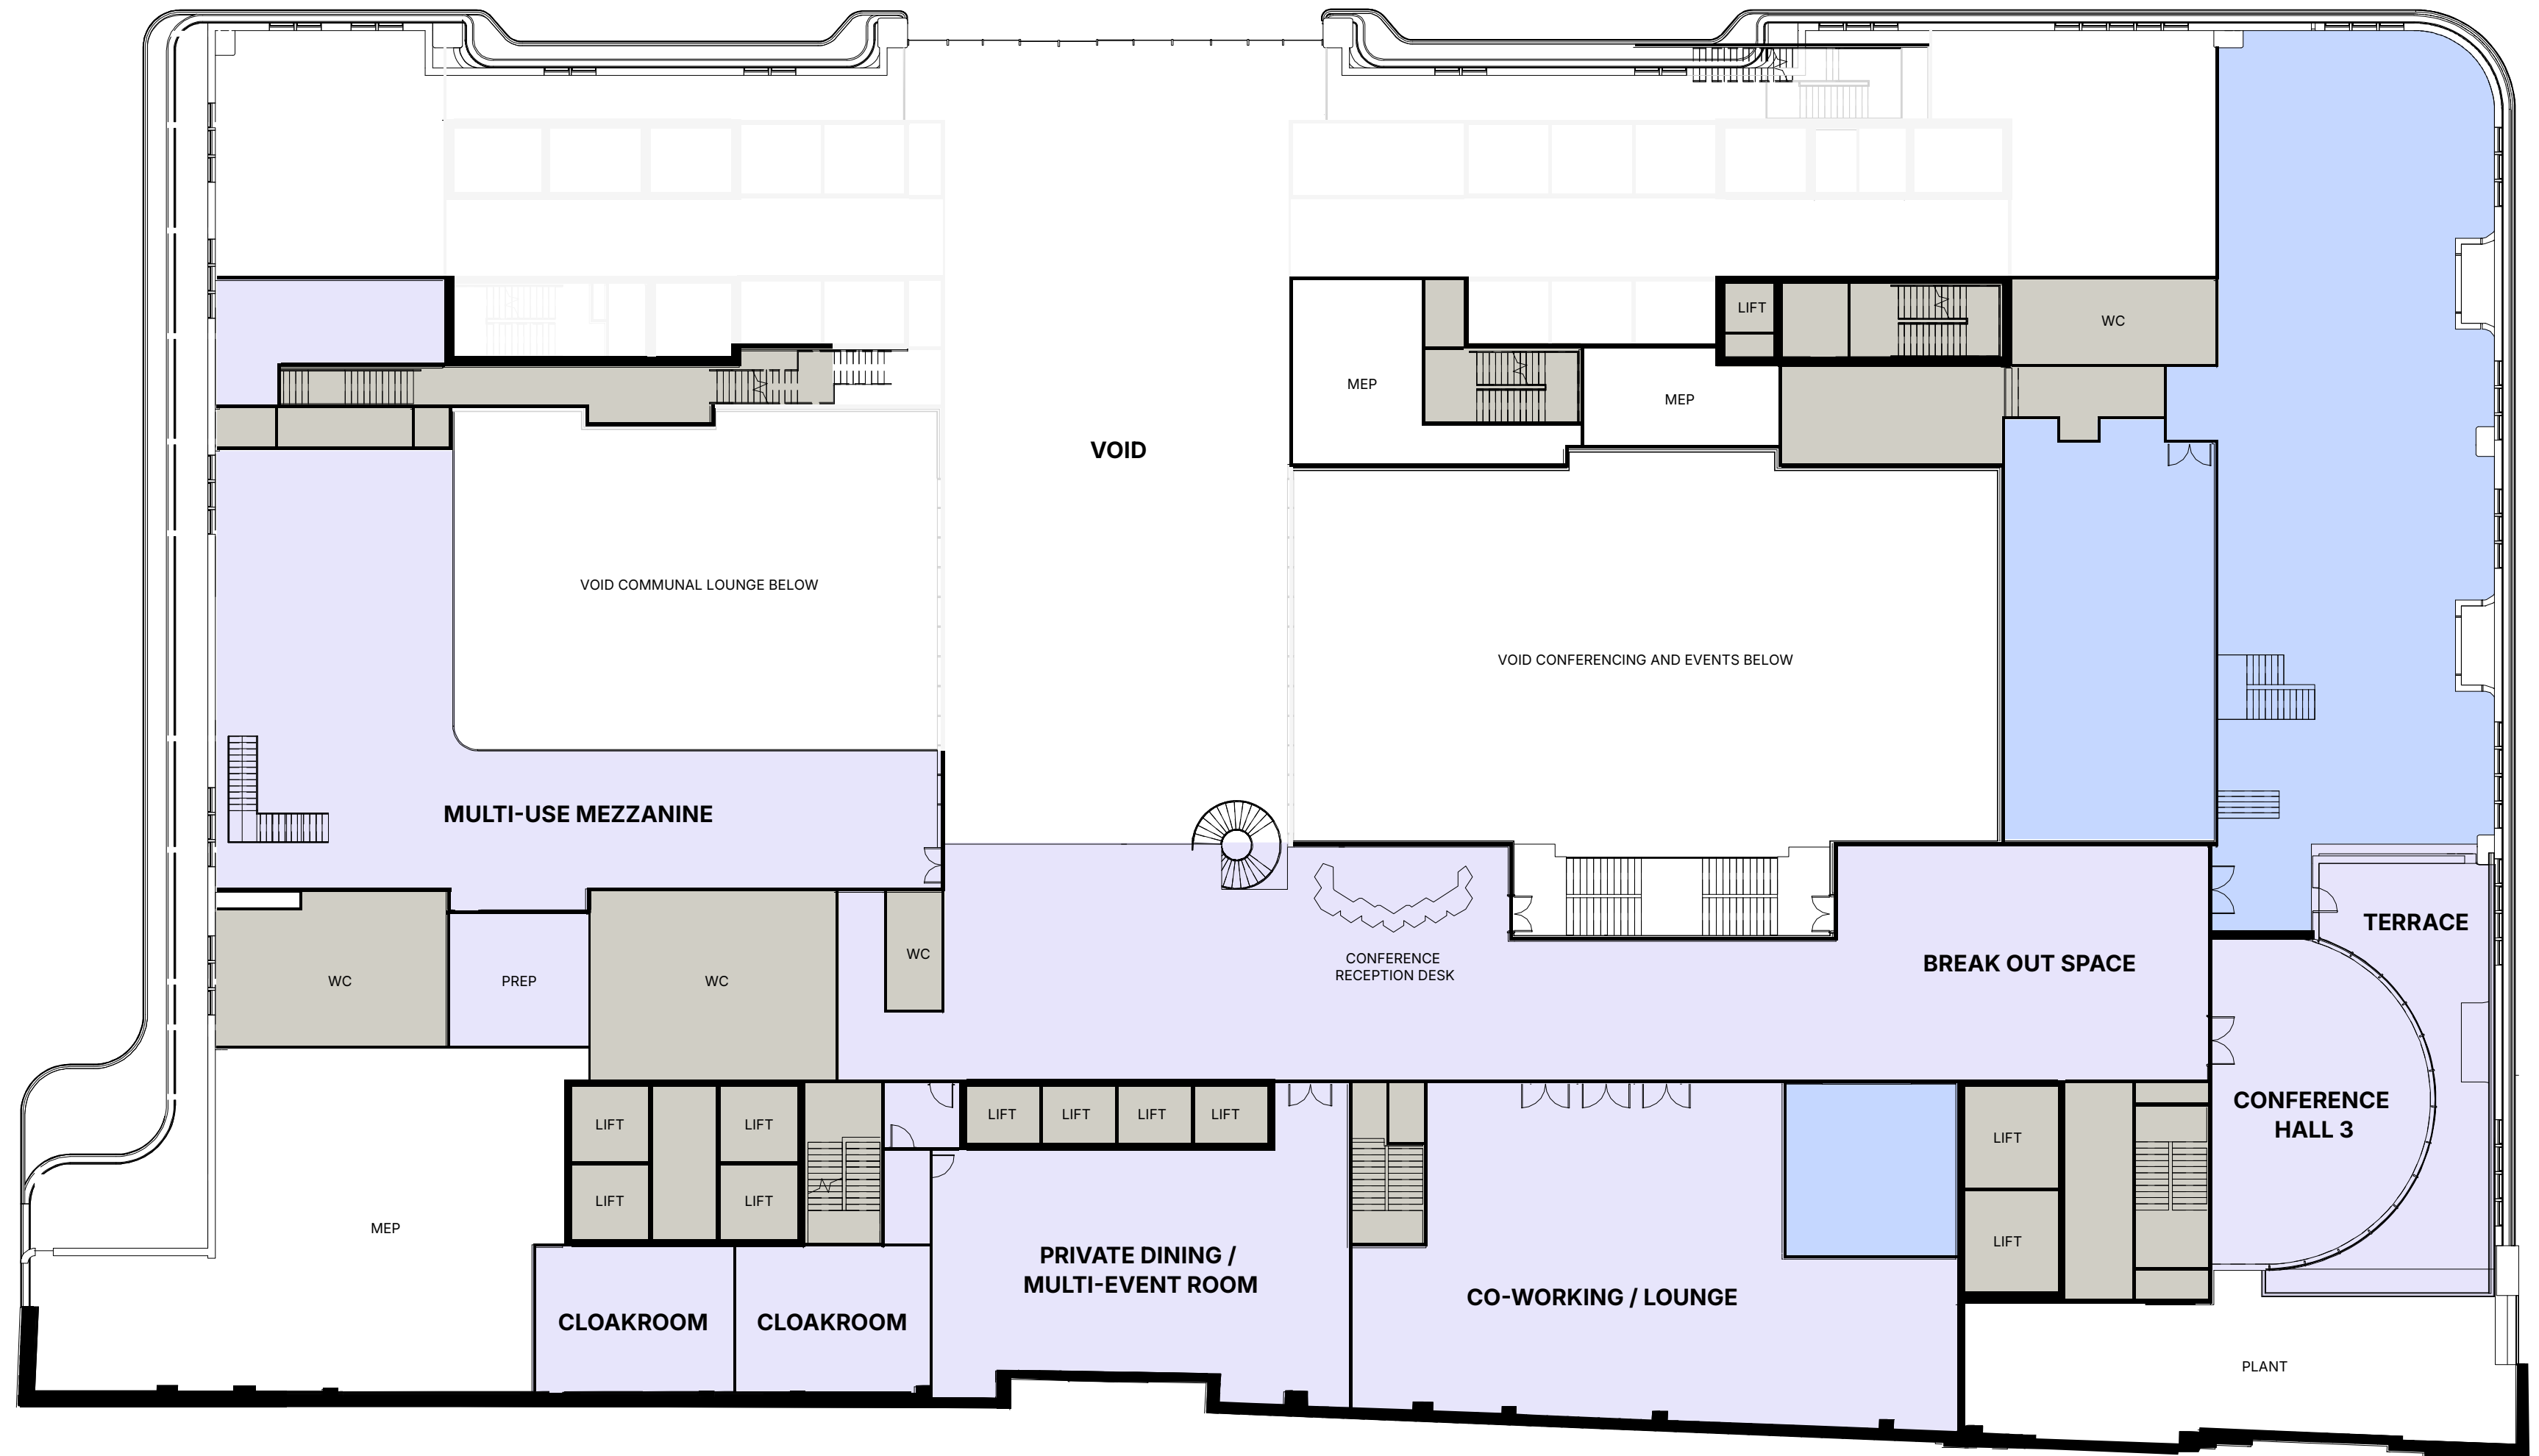 LIFT
WC
MEP
MEP
VOID
VOID COMMUNAL LOUNGE BELOW
VOID CONFERENCING AND EVENTS BELOW
MULTI-USE MEZZANINE
TERRACE
WC
CONFERENCE
RECEPTION DESK
BREAK OUT SPACE
WC
PREP
WC
CONFERENCE
HALL 3
LIFT
LIFT
LIFT
LIFT
LIFT
LIFT
LIFT
LIFT
LIFT
MEP
PRIVATE DINING /
MULTI-EVENT ROOM
LIFT
CO-WORKING / LOUNGE
CLOAKROOM
CLOAKROOM
PLANT